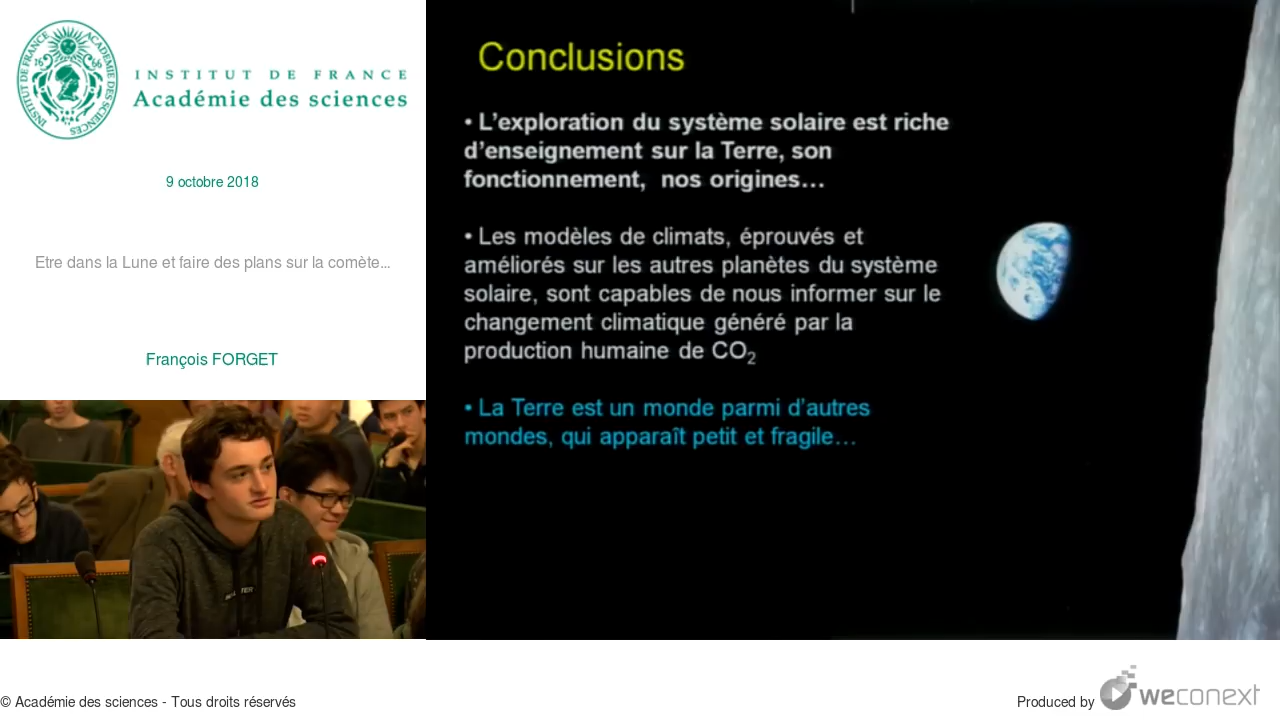 INSTITUT DE FRANCE
Académie des sciences
9 octobre 2018
Etre dans la Lune et faire des plans sur la comète...
François FORGET
Conclusions
• L’exploration du système solaire est riche
d’enseignement sur la Terre, son
fonctionnement, nos origines…
• Les modèles de climats, éprouvés et
améliorés sur les autres planètes du système
solaire, sont capables de nous informer sur le
changement climatique généré par la
production humaine de CO2
• La Terre est un monde parmi d’autres
mondes, qui apparaît petit et fragile…
© Académie des sciences - Tous droits réservés
Produced by weconext